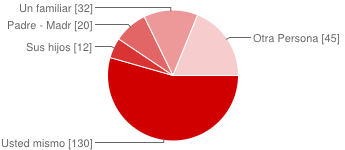 Un familiar [32]
Padre - Madr [20]
Otra Persona [45]
Sus hijos [12]
Usted mismo [130]